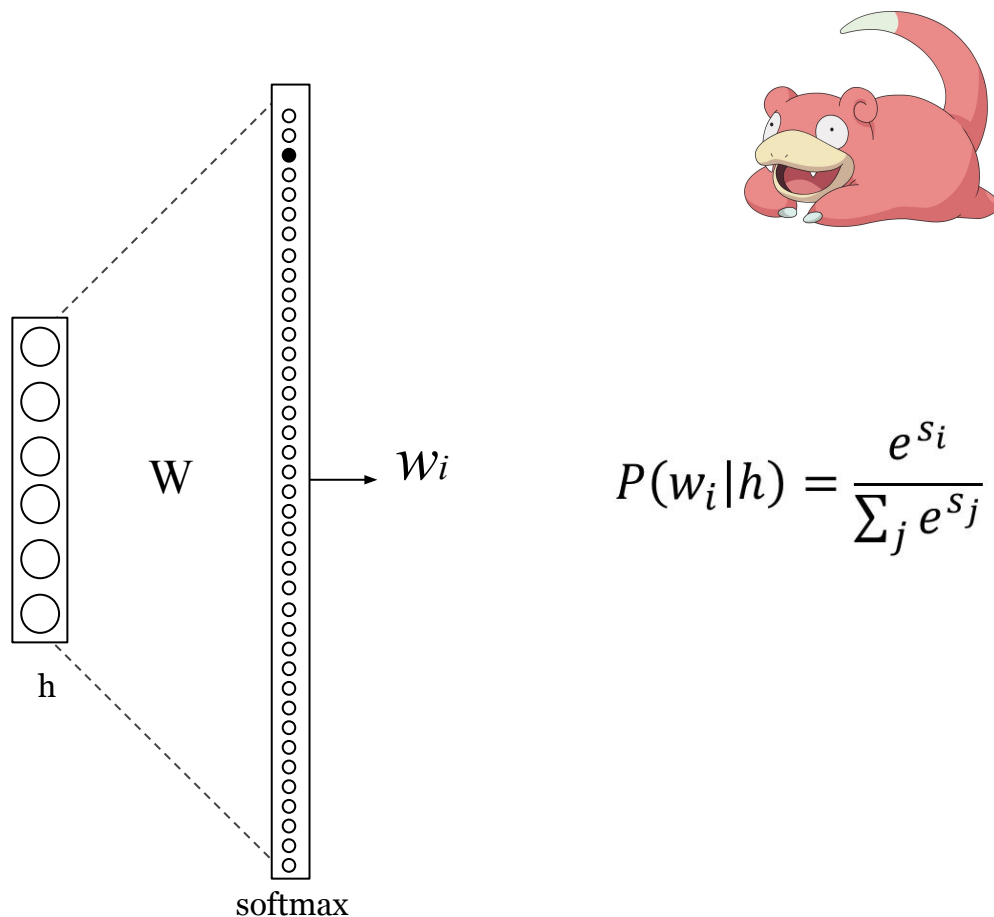 h
W
softmax
wᵢ
P(wᵢ|h) = e^{sᵢ} / ∑ⱼ e^{sⱼ}